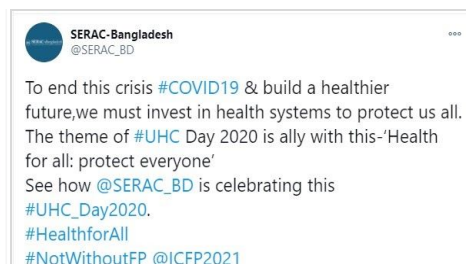 SERAC-Bangladesh
@SERAC_BD
To end this crisis #COVID19 & build a healthier
future,we must invest in health systems to protect us all.
The theme of #UHC Day 2020 is ally with this-‘Health
for all: protect everyone’
See how @SERAC_BD is celebrating this
#UHC_Day2020.
#HealthforAll
#NotWithoutFP @ICFP2021